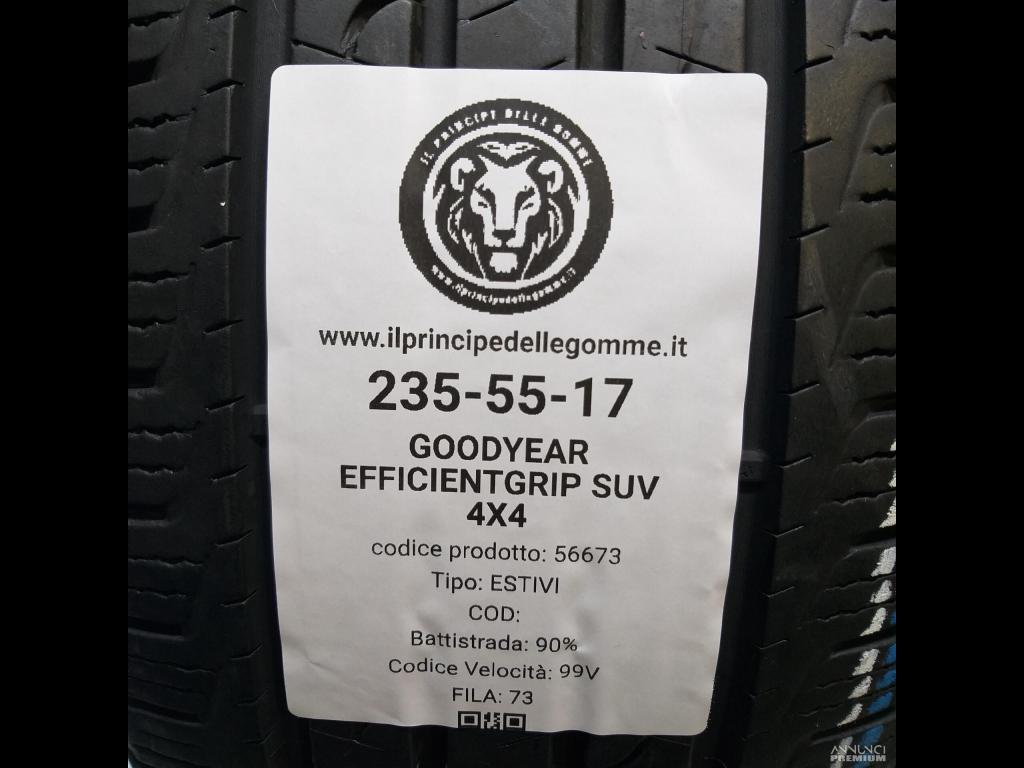 IL PRINCIPE DELLE GOMME
www.ilprincipedellegomme.it
www.ilprincipedellegomme.it
235-55-17
GOODYEAR
EFFICIENTGRIP SUV
4X4
codice prodotto: 56673
Tipo: ESTIVI
COD:
Battistrada: 90%
Codice Velocità: 99V
FILA: 73
ANNUNCI
PREMIUM